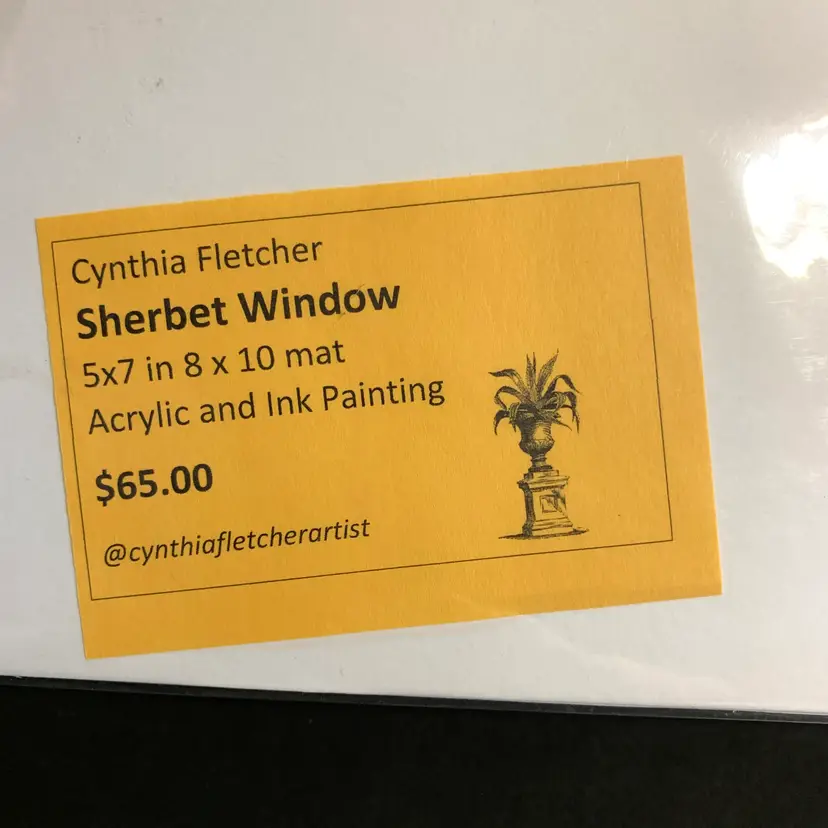 Cynthia Fletcher
Sherbet Window
5x7 in 8 x 10 mat
Acrylic and Ink Painting
$65.00
@cynthiafletcherartist